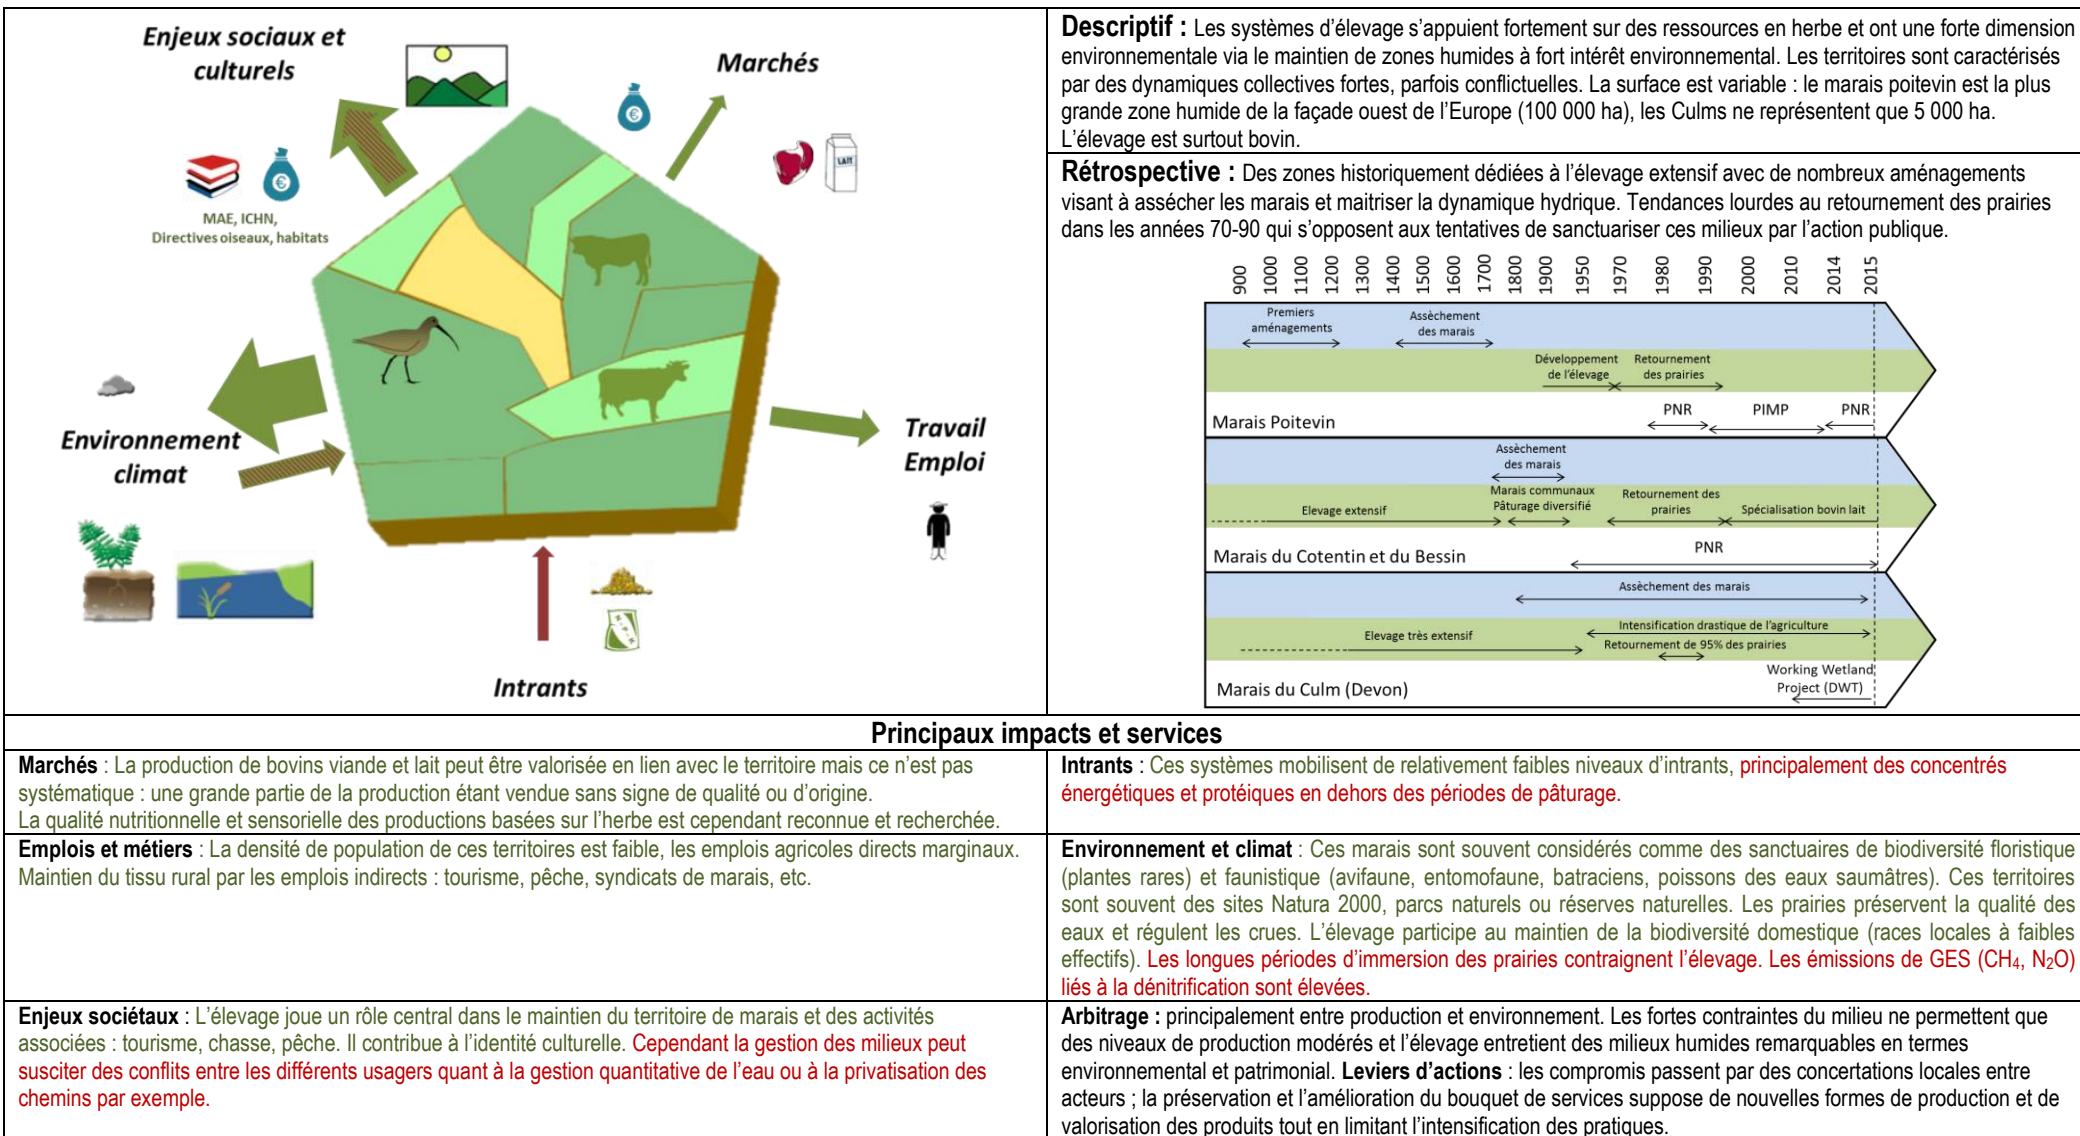 Enjeux sociaux et
culturels
Marchés
MAE, ICHN,
Directives oiseaux, habitats
LAIT
Environnement
climat
Travail
Emploi
Intrants
Descriptif : Les systèmes d’élevage s’appuient fortement sur des ressources en herbe et ont une forte dimension
environnementale via le maintien de zones humides à fort intérêt environnemental. Les territoires sont caractérisés
par des dynamiques collectives fortes, parfois conflictuelles. La surface est variable : le marais poitevin est la plus
grande zone humide de la façade ouest de l’Europe (100 000 ha), les Culms ne représentent que 5 000 ha.
L’élevage est surtout bovin.
Rétrospective : Des zones historiquement dédiées à l’élevage extensif avec de nombreux aménagements
visant à assécher les marais et maitriser la dynamique hydrique. Tendances lourdes au retournement des prairies
dans les années 70-90 qui s’opposent aux tentatives de sanctuariser ces milieux par l’action publique.
900 1000 1100 1200 1300 1400 1500 1600 1700 1800 1900 1950 1970 1980 1990 2000 2010 2014 2015
Premiers
aménagements
Assèchement
des marais
Développement
de l’élevage
Retournement
des prairies
PNR PIMP PNR
Marais Poitevin
Assèchement
des marais
Elevage extensif
Marais communaux
Pâturage diversifié
Retournement des
prairies
Spécialisation bovin lait
PNR
Marais du Cotentin et du Bessin
Assèchement des marais
Elevage très extensif
Intensification drastique de l’agriculture
Retournement de 95% des prairies
Working Wetland
Project (DWT)
Marais du Culm (Devon)
Principaux impacts et services
Marchés : La production de bovins viande et lait peut être valorisée en lien avec le territoire mais ce n’est pas
systématique : une grande partie de la production étant vendue sans signe de qualité ou d’origine.
La qualité nutritionnelle et sensorielle des productions basées sur l’herbe est cependant reconnue et recherchée.
Intrants : Ces systèmes mobilisent de relativement faibles niveaux d’intrants, principalement des concentrés
énergétiques et protéiques en dehors des périodes de pâturage.
Emplois et métiers : La densité de population de ces territoires est faible, les emplois agricoles directs marginaux.
Maintien du tissu rural par les emplois indirects : tourisme, pêche, syndicats de marais, etc.
Environnement et climat : Ces marais sont souvent considérés comme des sanctuaires de biodiversité floristique
(plantes rares) et faunistique (avifaune, entomofaune, batraciens, poissons des eaux saumâtres). Ces territoires
sont souvent des sites Natura 2000, parcs naturels ou réserves naturelles. Les prairies préservent la qualité des
eaux et régulent les crues. L’élevage participe au maintien de la biodiversité domestique (races locales à faibles
effectifs). Les longues périodes d’immersion des prairies contraignent l’élevage. Les émissions de GES (CH₄, N₂O)
liés à la dénitrification sont élevées.
Enjeux sociétaux : L’élevage joue un rôle central dans le maintien du territoire de marais et des activités
associées : tourisme, chasse, pêche. Il contribue à l’identité culturelle. Cependant la gestion des milieux peut
susciter des conflits entre les différents usagers quant à la gestion quantitative de l’eau ou à la privatisation des
chemins par exemple.
Arbitrage : principalement entre production et environnement. Les fortes contraintes du milieu ne permettent que
des niveaux de production modérés et l’élevage entretient des milieux humides remarquables en termes
environnemental et patrimonial. Leviers d’actions : les compromis passent par des concertations locales entre
acteurs ; la préservation et l’amélioration du bouquet de services suppose de nouvelles formes de production et de
valorisation des produits tout en limitant l’intensification des pratiques.